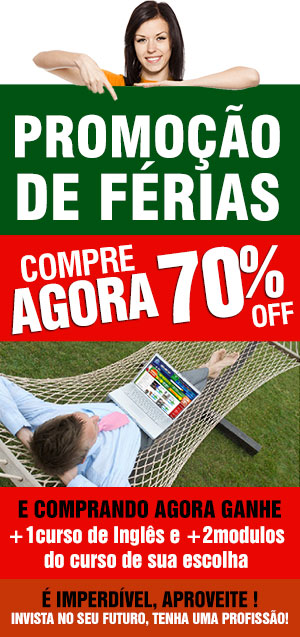 PROMOÇÃO
DE FÉRIAS
COMPRE
AGORA 70%
OFF
E COMPRANDO AGORA GANHE
+1curso de Inglês e +2modulos
do curso de sua escolha
É IMPERDÍVEL, APROVEITE !
INVISTA NO SEU FUTURO, TENHA UMA PROFISSÃO!